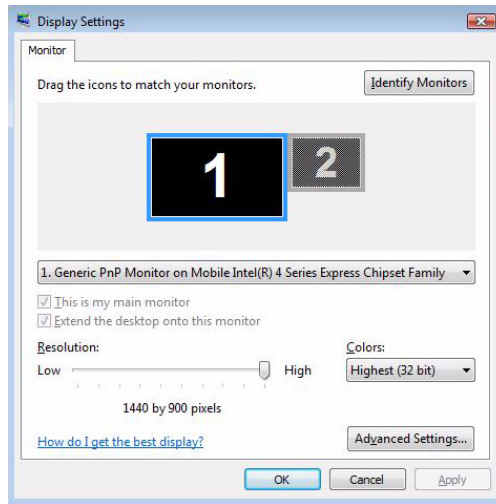 Display Settings
Monitor
Drag the icons to match your monitors.
Identify Monitors
1
2
1. Generic PnP Monitor on Mobile Intel(R) 4 Series Express Chipset Family
This is my main monitor
Extend the desktop onto this monitor
Resolution:
Colors:
Low
High
Highest (32 bit)
1440 by 900 pixels
How do I get the best display?
Advanced Settings...
OK
Cancel
Apply